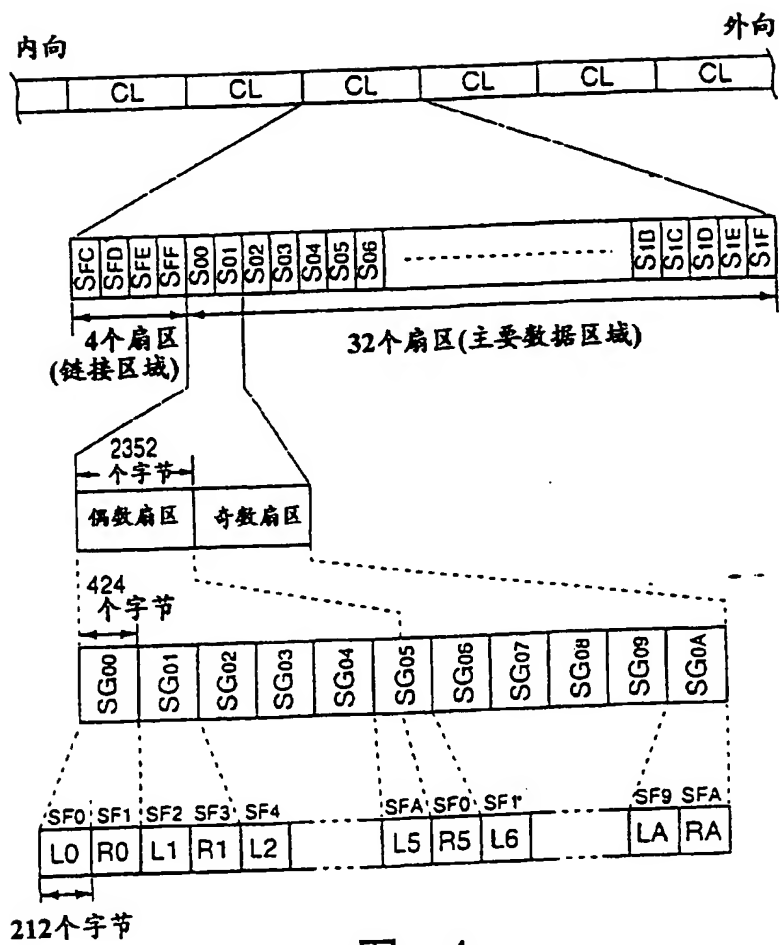 内向
外向
CL CL CL CL CL CL
SFC SFD SFE SFF S00 S01 S02 S03 S04 S05 S06 S1B S1C S1D S1E S1F
4个扇区
(链接区域)
32个扇区(主要数据区域)
2352
个字节
偶数扇区 奇数扇区
424
个字节
SG00 SG01 SG02 SG03 SG04 SG05 SG06 SG07 SG08 SG09 SG0A
SF0 SF1 SF2 SF3 SF4 SFA SF0 SF1 SF9 SFA
L0 R0 L1 R1 L2 L5 R5 L6 LA RA
212个字节